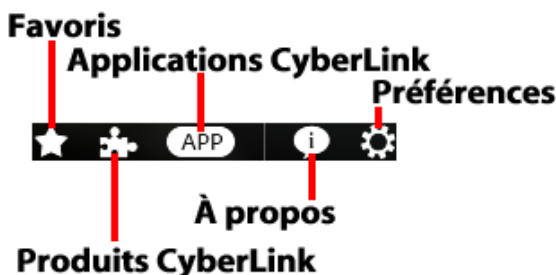 Favoris
Applications CyberLink
Préférences
APP
i
À propos
Produits CyberLink